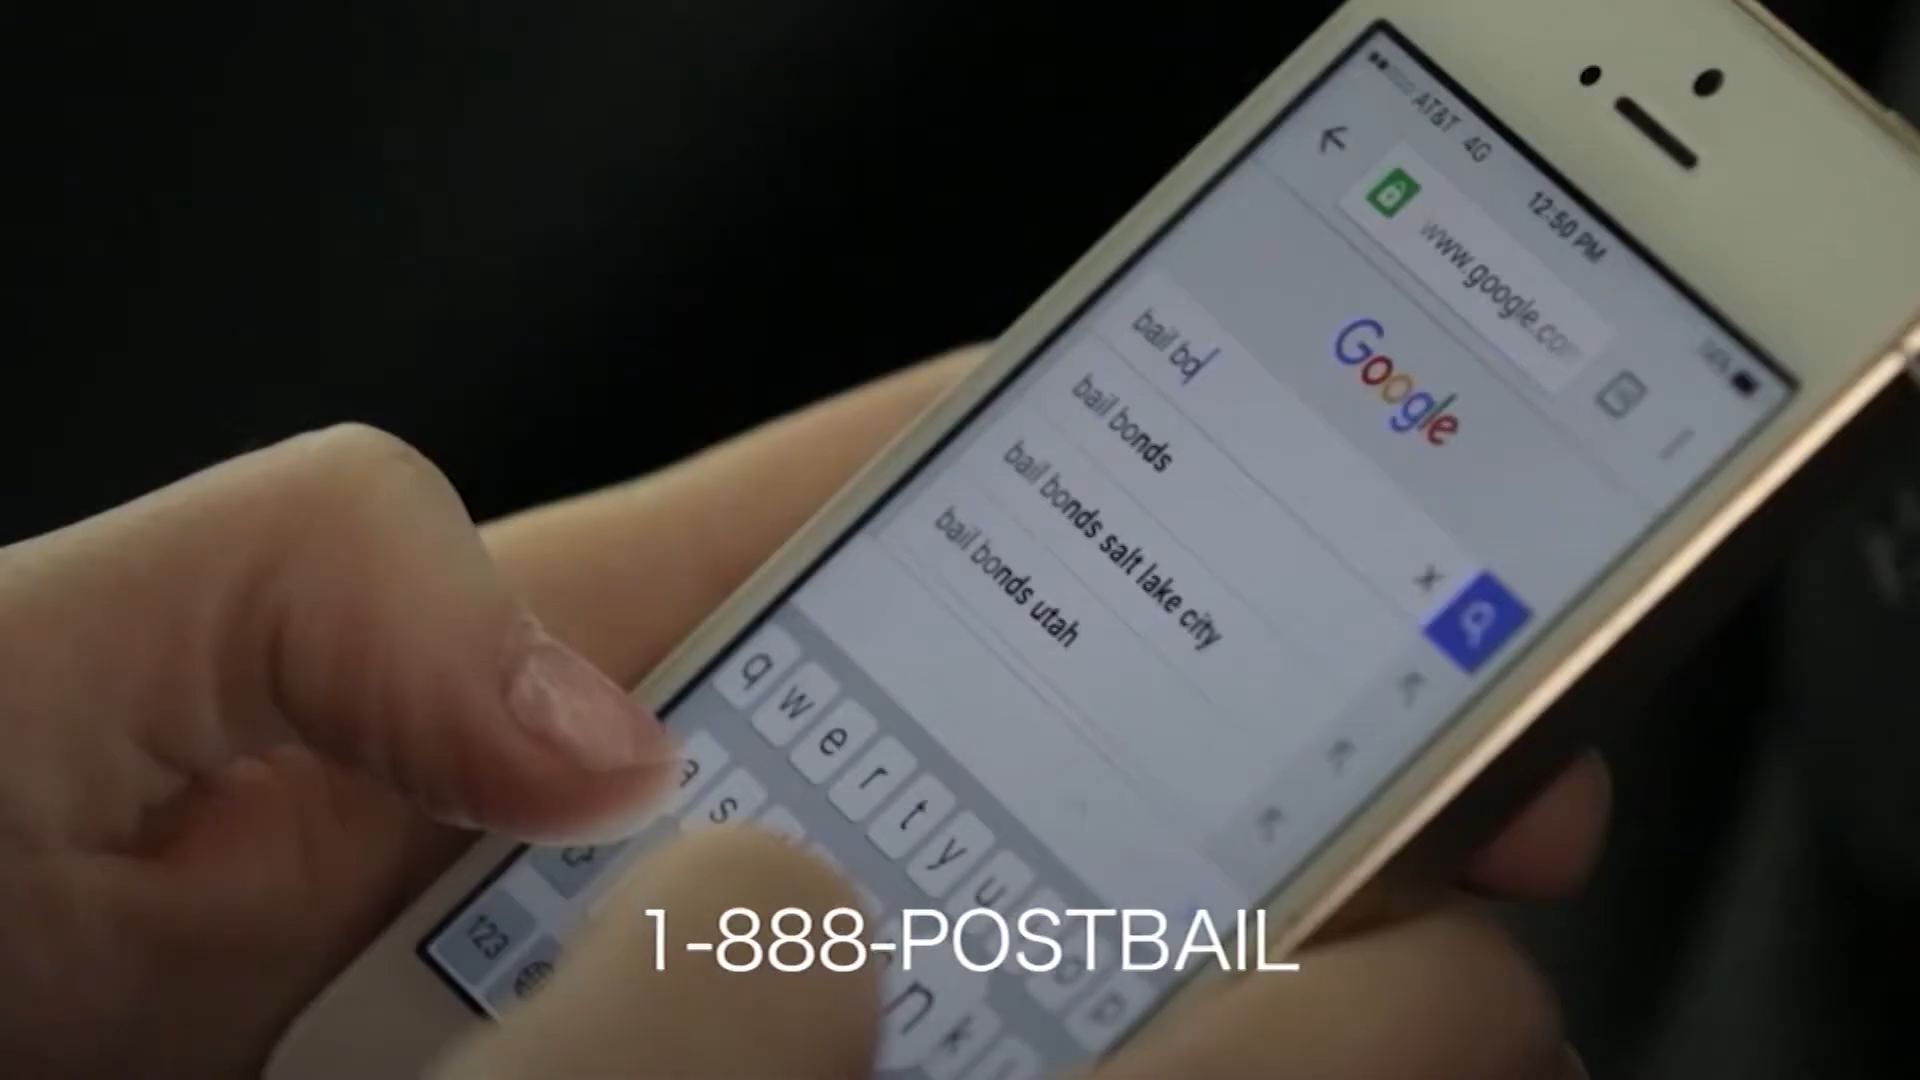 AT&T 4G 12:50 PM
www.google.co
Google
bail bo
bail bonds
bail bonds salt lake city
bail bonds utah
q w e r t y u o p
a s
n k
123
1-888-POSTBAIL